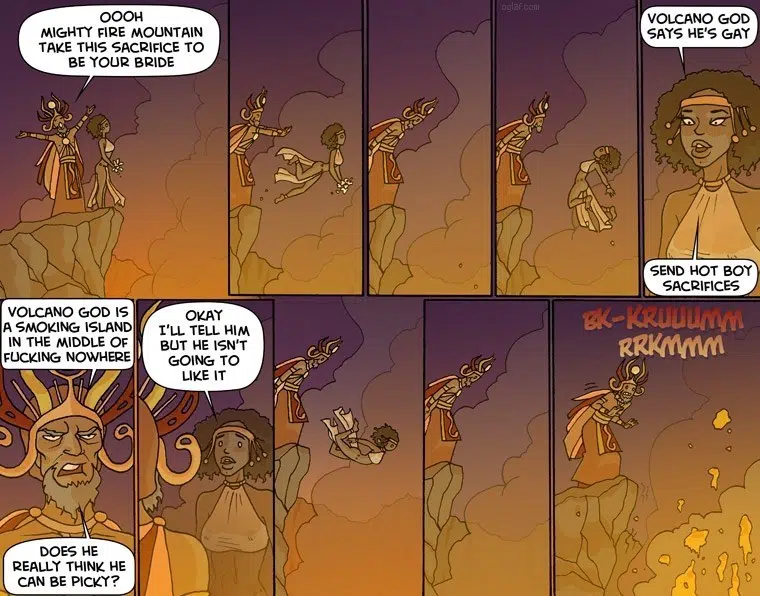 OOOH
MIGHTY FIRE MOUNTAIN
TAKE THIS SACRIFICE TO
BE YOUR BRIDE
oglaf.com
VOLCANO GOD
SAYS HE'S GAY
SEND HOT BOY
SACRIFICES
VOLCANO GOD IS
A SMOKING ISLAND
IN THE MIDDLE OF
FUCKING NOWHERE
DOES HE
REALLY THINK HE
CAN BE PICKY?
OKAY
I'LL TELL HIM
BUT HE ISN'T
GOING TO
LIKE IT
BK-KRUUUMM
RRKMMM